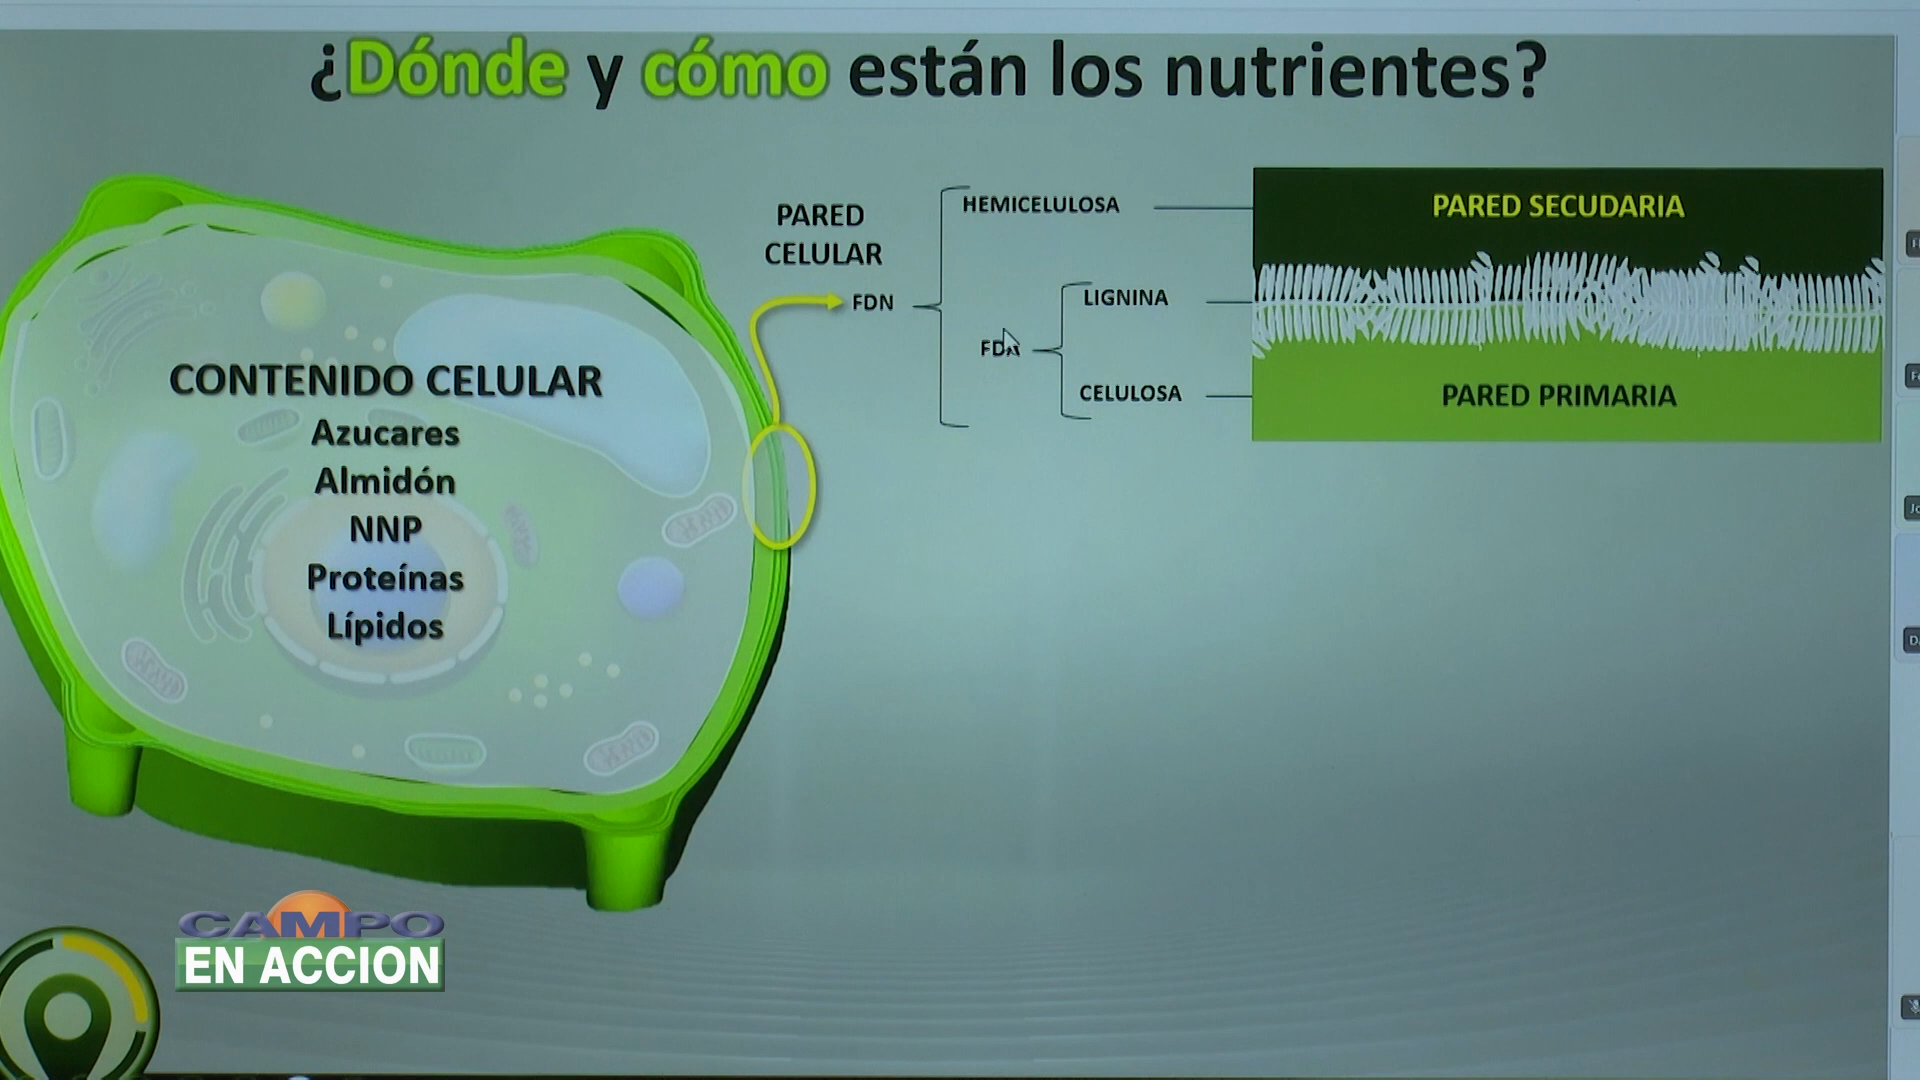 ¿Dónde y cómo están los nutrientes?
PARED
CELULAR
FDN
HEMICELULOSA
LIGNINA
CELULOSA
PARED SECUDARIA
PARED PRIMARIA
CONTENIDO CELULAR
Azucares
Almidón
NNP
Proteínas
Lípidos
CAMPO
EN ACCION